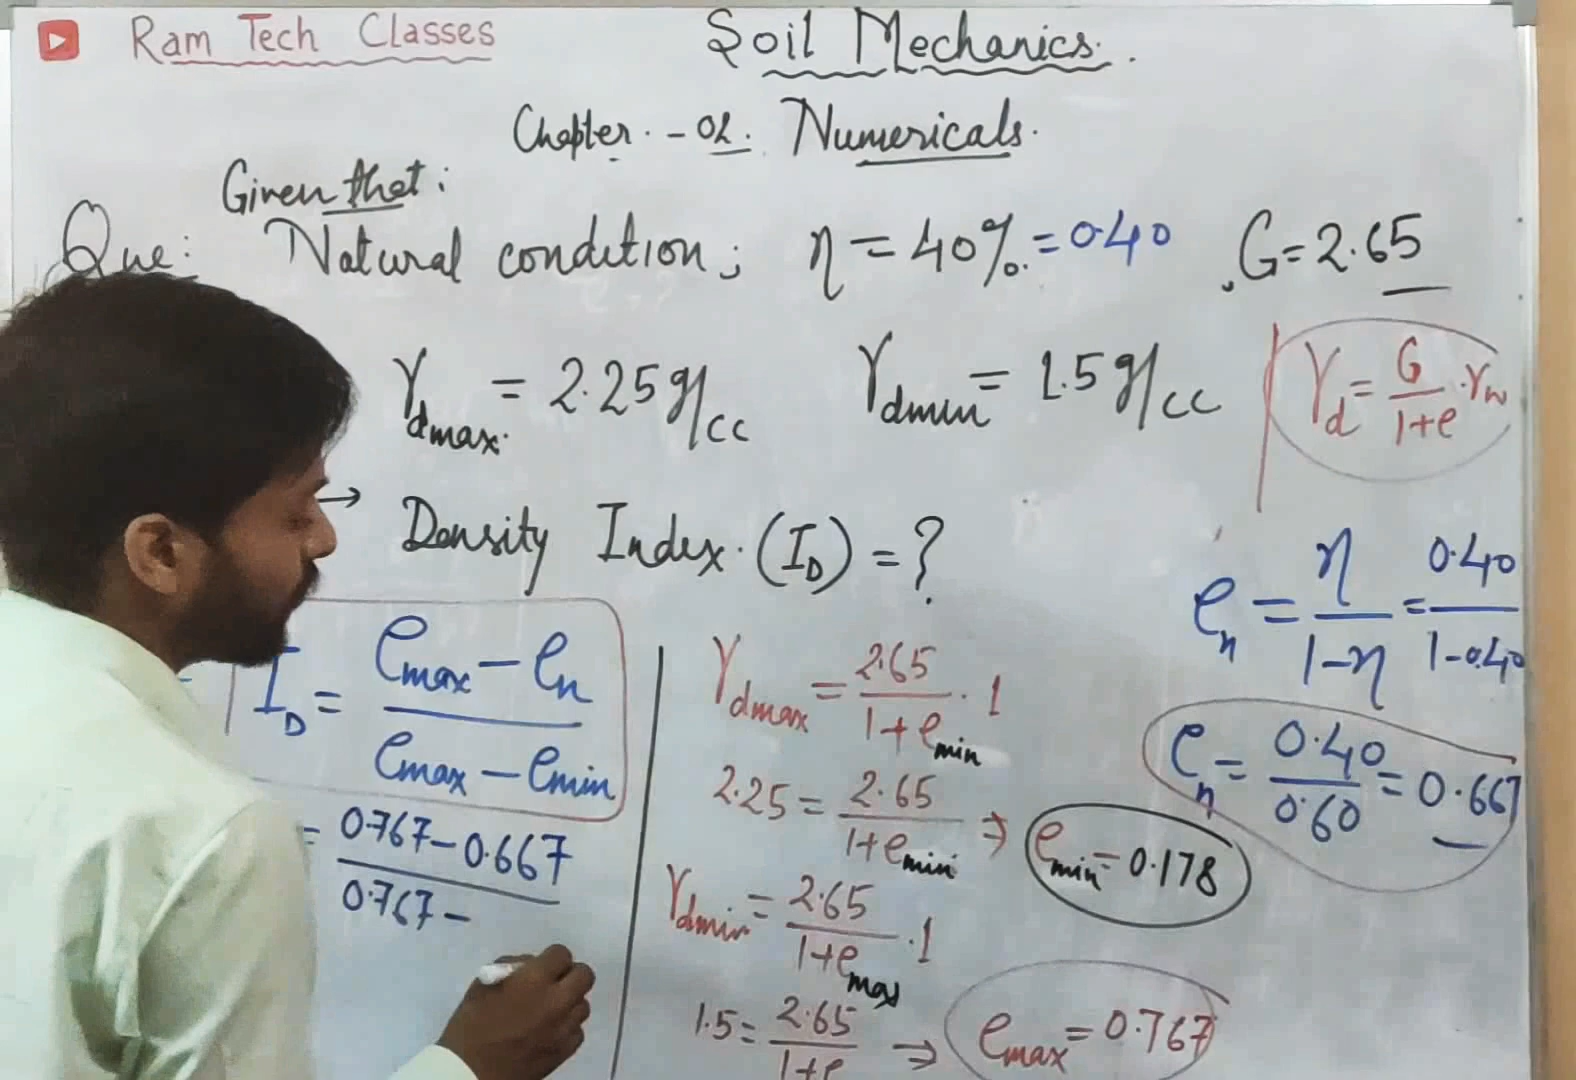 Ram Tech Classes
Soil Mechanics.
Chapter. - 02. Numericals.
Given that:
Que: Natural condition; η = 40%. = 0.40 G = 2.65
γdmax. = 2.25 g/cc γdmin = 1.5 g/cc
γd = G/1+e . γw
→ Density Index. (ID) = ?
en = η/1-η = 0.40/1-0.40
ID = emax - en/emax - emin
en = 0.40/0.60 = 0.667
= 0.767 - 0.667/0.767 -
γdmax = 2.65/1+emin . 1
2.25 = 2.65/1+emin ⇒ emin = 0.178
γdmin = 2.65/1+emax . 1
1.5 = 2.65/1+e ⇒ emax = 0.767